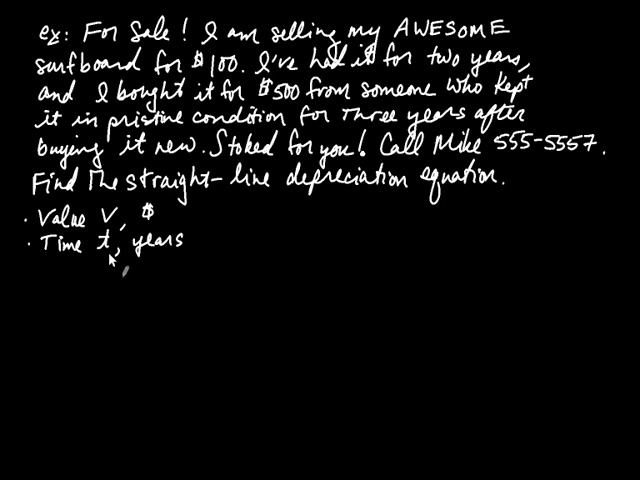 ex: For Sale! I am selling my AWESOME
surfboard for $100. I've had it for two years,
and I bought it for $500 from someone who kept
it in pristine condition for three years after
buying it new. Stoked for you! Call Mike 555-5557.
Find the straight-line depreciation equation.
· Value V, $
· Time t, years